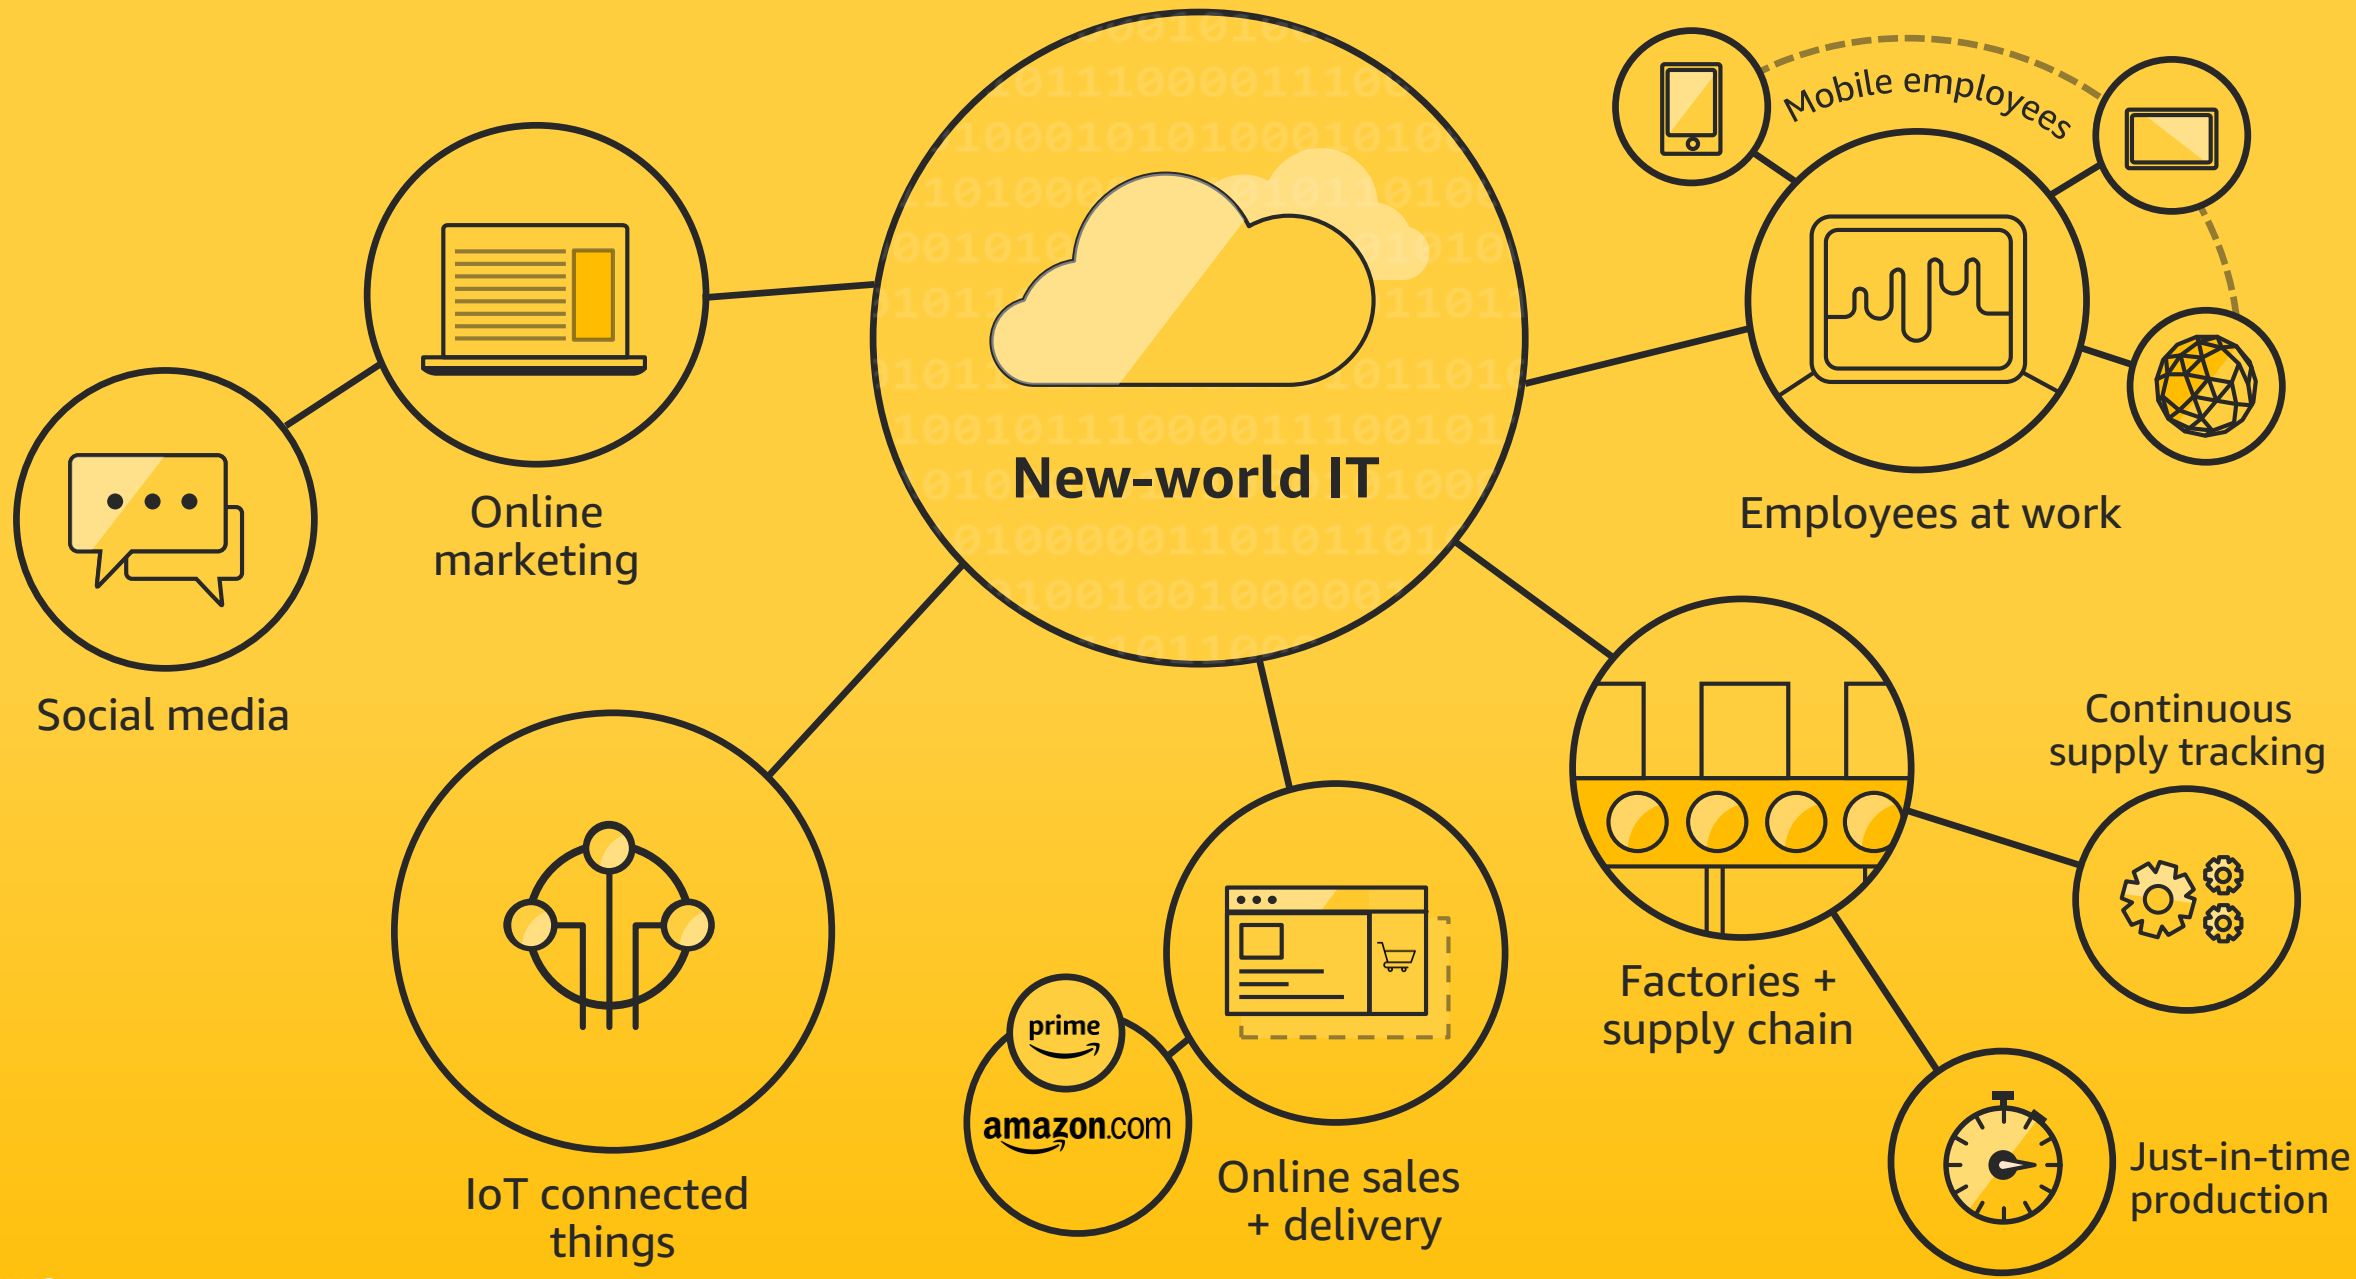 Mobile employees
New-world IT
Online
marketing
Employees at work
Social media
Continuous
supply tracking
Factories +
supply chain
prime
amazon.com
Just-in-time
production
Online sales
+ delivery
IoT connected
things